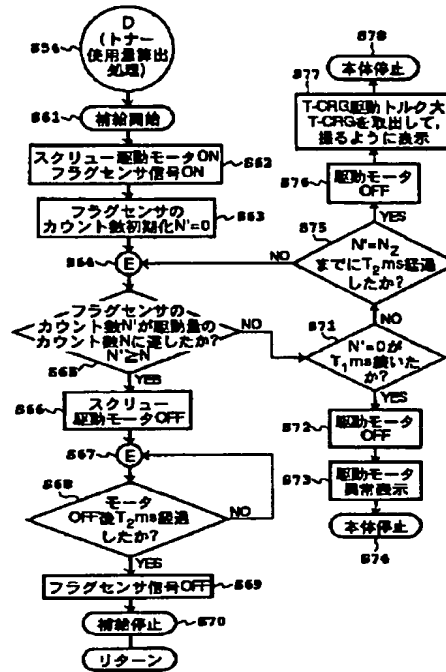 S56
D
(トナー
使用量算出
処理)
S61
補給開始
スクリュー駆動モータON
フラグセンサ信号ON
S62
フラグセンサの
カウント数初期化N'=0
S63
S64
E
フラグセンサの
カウント数N'が駆動量の
カウント数Nに達したか?
N'≧N
S65
NO
YES
S66
スクリュー
駆動モータOFF
S67
E
S68
モータ
OFF後T2ms経過
したか?
NO
YES
フラグセンサ信号OFF
S69
補給停止
S70
リターン
S78
本体停止
S77
T-CRG駆動トルク大
T-CRGを取出して,
振るように表示
S76
駆動モータ
OFF
YES
S75
N'=NZ
までにT2ms経過
したか?
NO
NO
S71
N'=0が
T1ms続いた
か?
YES
S72
駆動モータ
OFF
S73
駆動モータ
異常表示
本体停止
S74